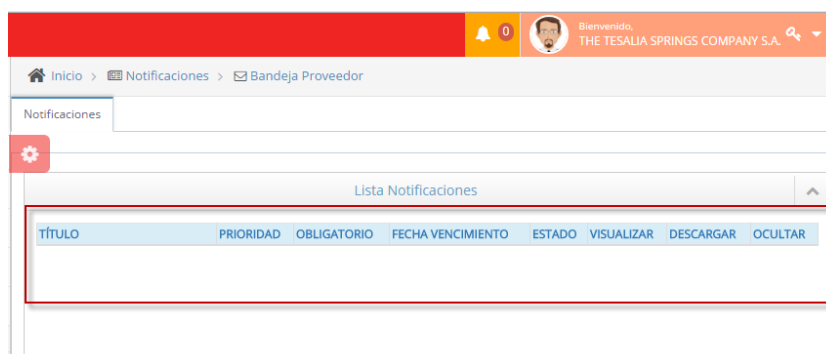 0
Bienvenido,
THE TESALIA SPRINGS COMPANY S.A.
Inicio > Notificaciones > Bandeja Proveedor
Notificaciones
Lista Notificaciones
TÍTULO PRIORIDAD OBLIGATORIO FECHA VENCIMIENTO ESTADO VISUALIZAR DESCARGAR OCULTAR